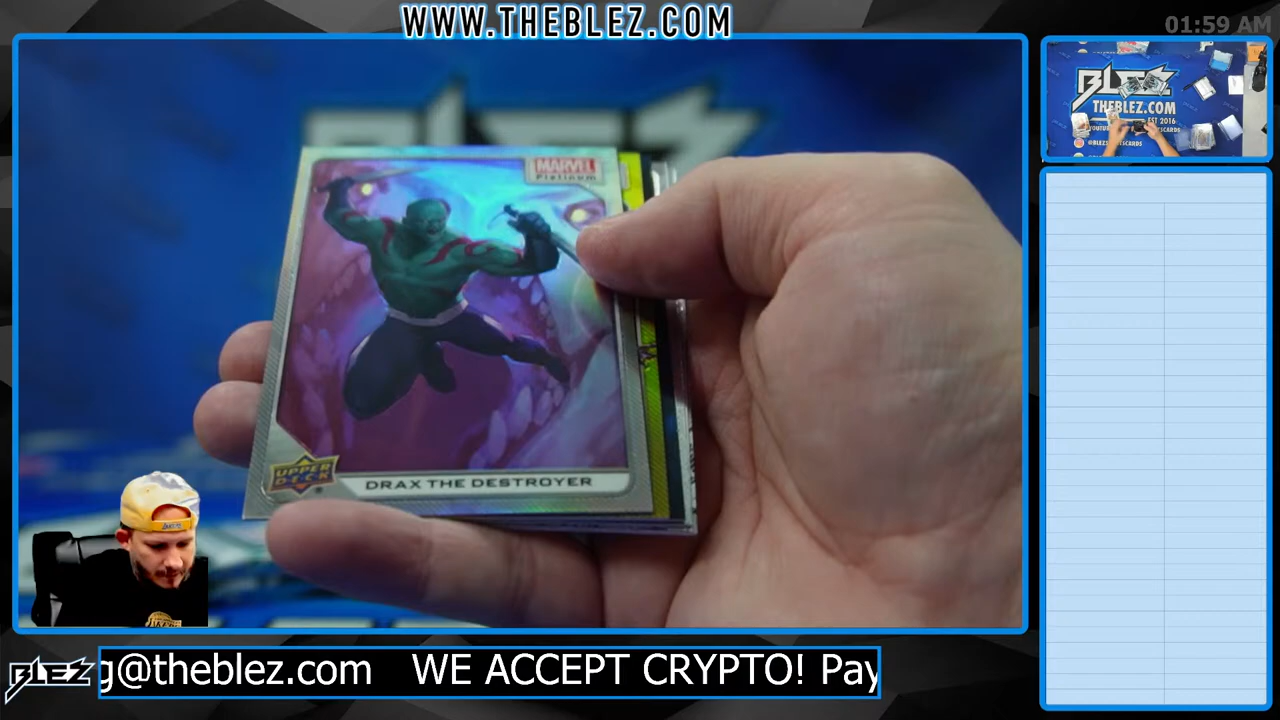 WWW.THEBLEZ.COM
01:59 AM
MARVEL
Platinum
UPPER
DECK
DRAX THE DESTROYER
BLEZ
THEBLEZ.COM
EST 2016
BLEZ
g@theblez.com WE ACCEPT CRYPTO! Pay